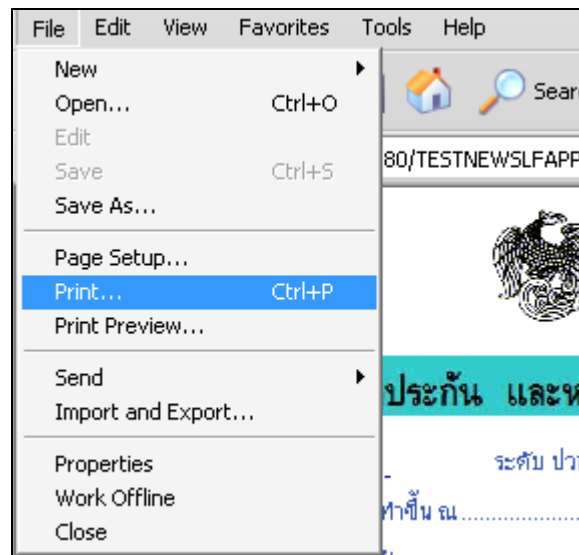 File Edit View Favorites Tools Help
New
Open... Ctrl+O
Edit
Save Ctrl+S
Save As...
Page Setup...
Print... Ctrl+P
Print Preview...
Send
Import and Export...
Properties
Work Offline
Close
Sear
80/TESTNEWSLFAPP
ประกัน และห
ระดับ ปว
ทำขึ้น ณ